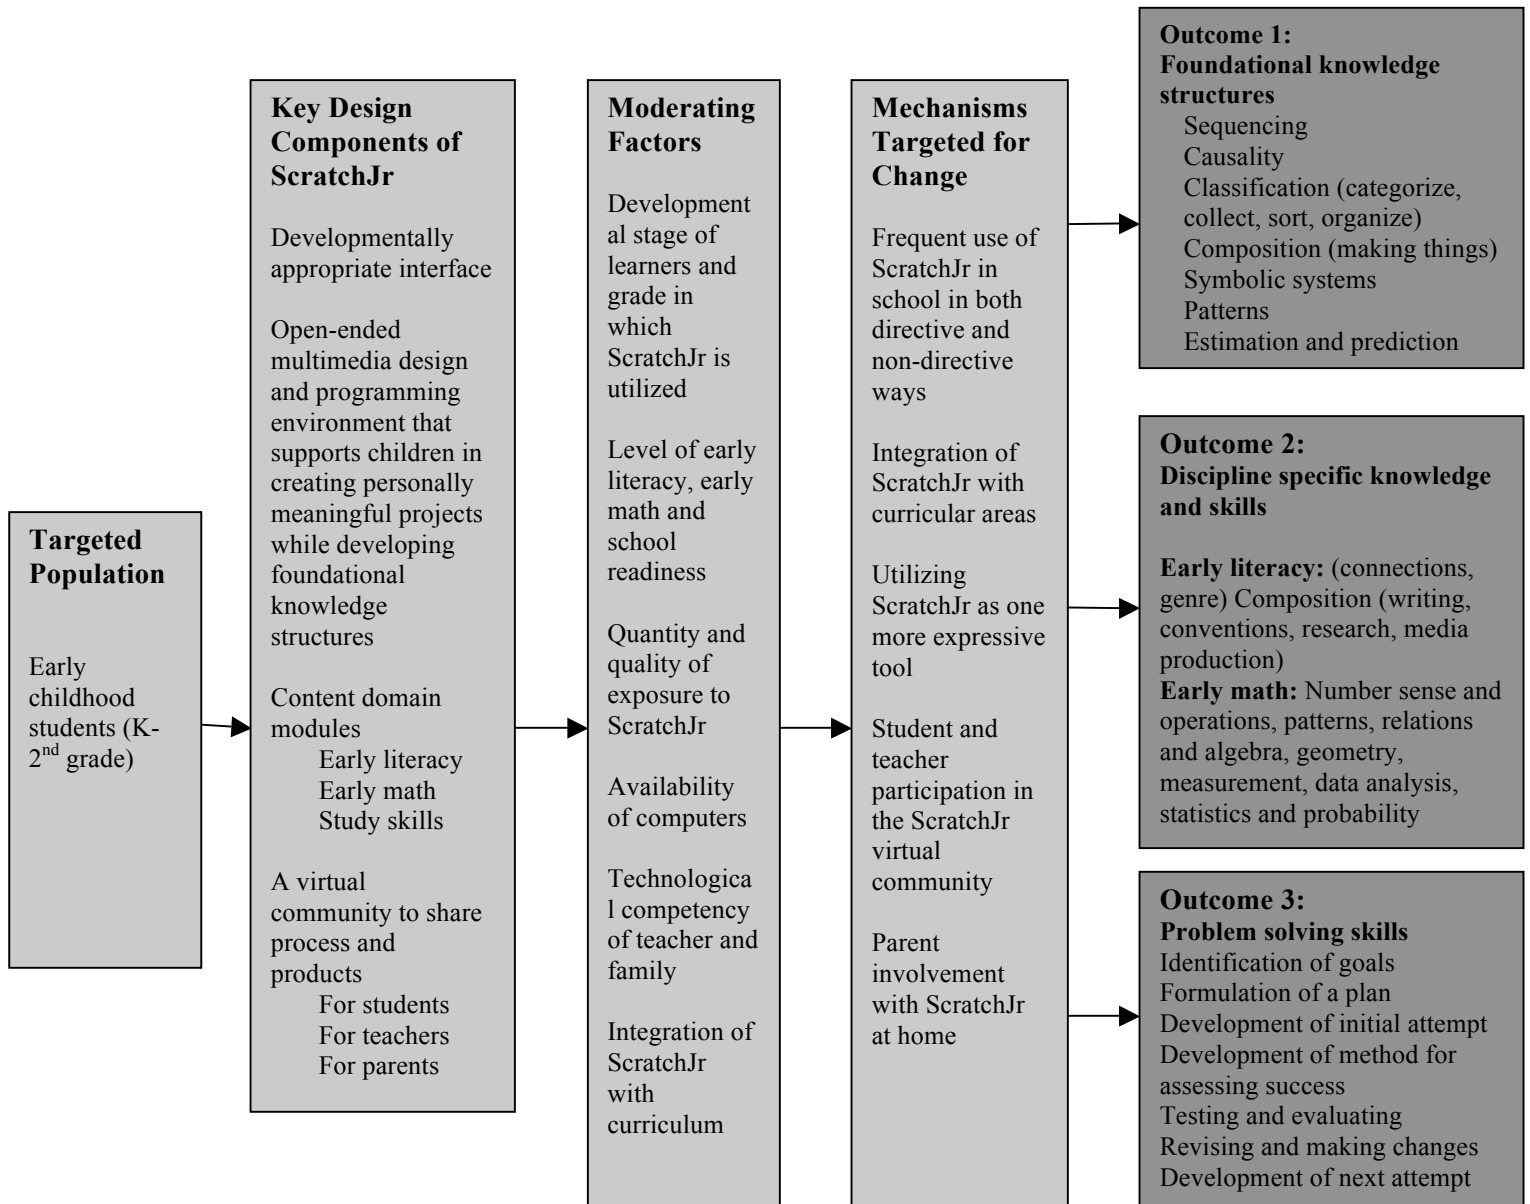 Targeted
Population
Early
childhood
students (K-
2nd grade)
Key Design
Components of
ScratchJr
Developmentally
appropriate interface
Open-ended
multimedia design
and programming
environment that
supports children in
creating personally
meaningful projects
while developing
foundational
knowledge
structures
Content domain
modules
Early literacy
Early math
Study skills
A virtual
community to share
process and
products
For students
For teachers
For parents
Moderating
Factors
Development
al stage of
learners and
grade in
which
ScratchJr is
utilized
Level of early
literacy, early
math and
school
readiness
Quantity and
quality of
exposure to
ScratchJr
Availability
of computers
Technologica
l competency
of teacher and
family
Integration of
ScratchJr
with
curriculum
Mechanisms
Targeted for
Change
Frequent use of
ScratchJr in
school in both
directive and
non-directive
ways
Integration of
ScratchJr with
curricular areas
Utilizing
ScratchJr as one
more expressive
tool
Student and
teacher
participation in
the ScratchJr
virtual
community
Parent
involvement
with ScratchJr
at home
Outcome 1:
Foundational knowledge
structures
Sequencing
Causality
Classification (categorize,
collect, sort, organize)
Composition (making things)
Symbolic systems
Patterns
Estimation and prediction
Outcome 2:
Discipline specific knowledge
and skills
Early literacy: (connections,
genre) Composition (writing,
conventions, research, media
production)
Early math: Number sense and
operations, patterns, relations
and algebra, geometry,
measurement, data analysis,
statistics and probability
Outcome 3:
Problem solving skills
Identification of goals
Formulation of a plan
Development of initial attempt
Development of method for
assessing success
Testing and evaluating
Revising and making changes
Development of next attempt